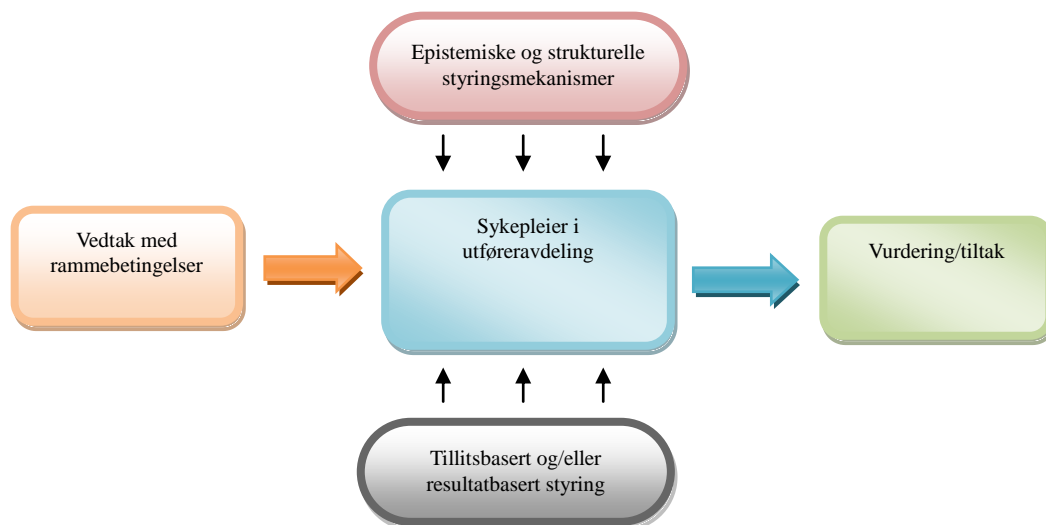 Epistemiske og strukturelle
styringsmekanismer
Vedtak med
rammebetingelser
Sykepleier i
utføreravdeling
Vurdering/tiltak
Tillitsbasert og/eller
resultatbasert styring